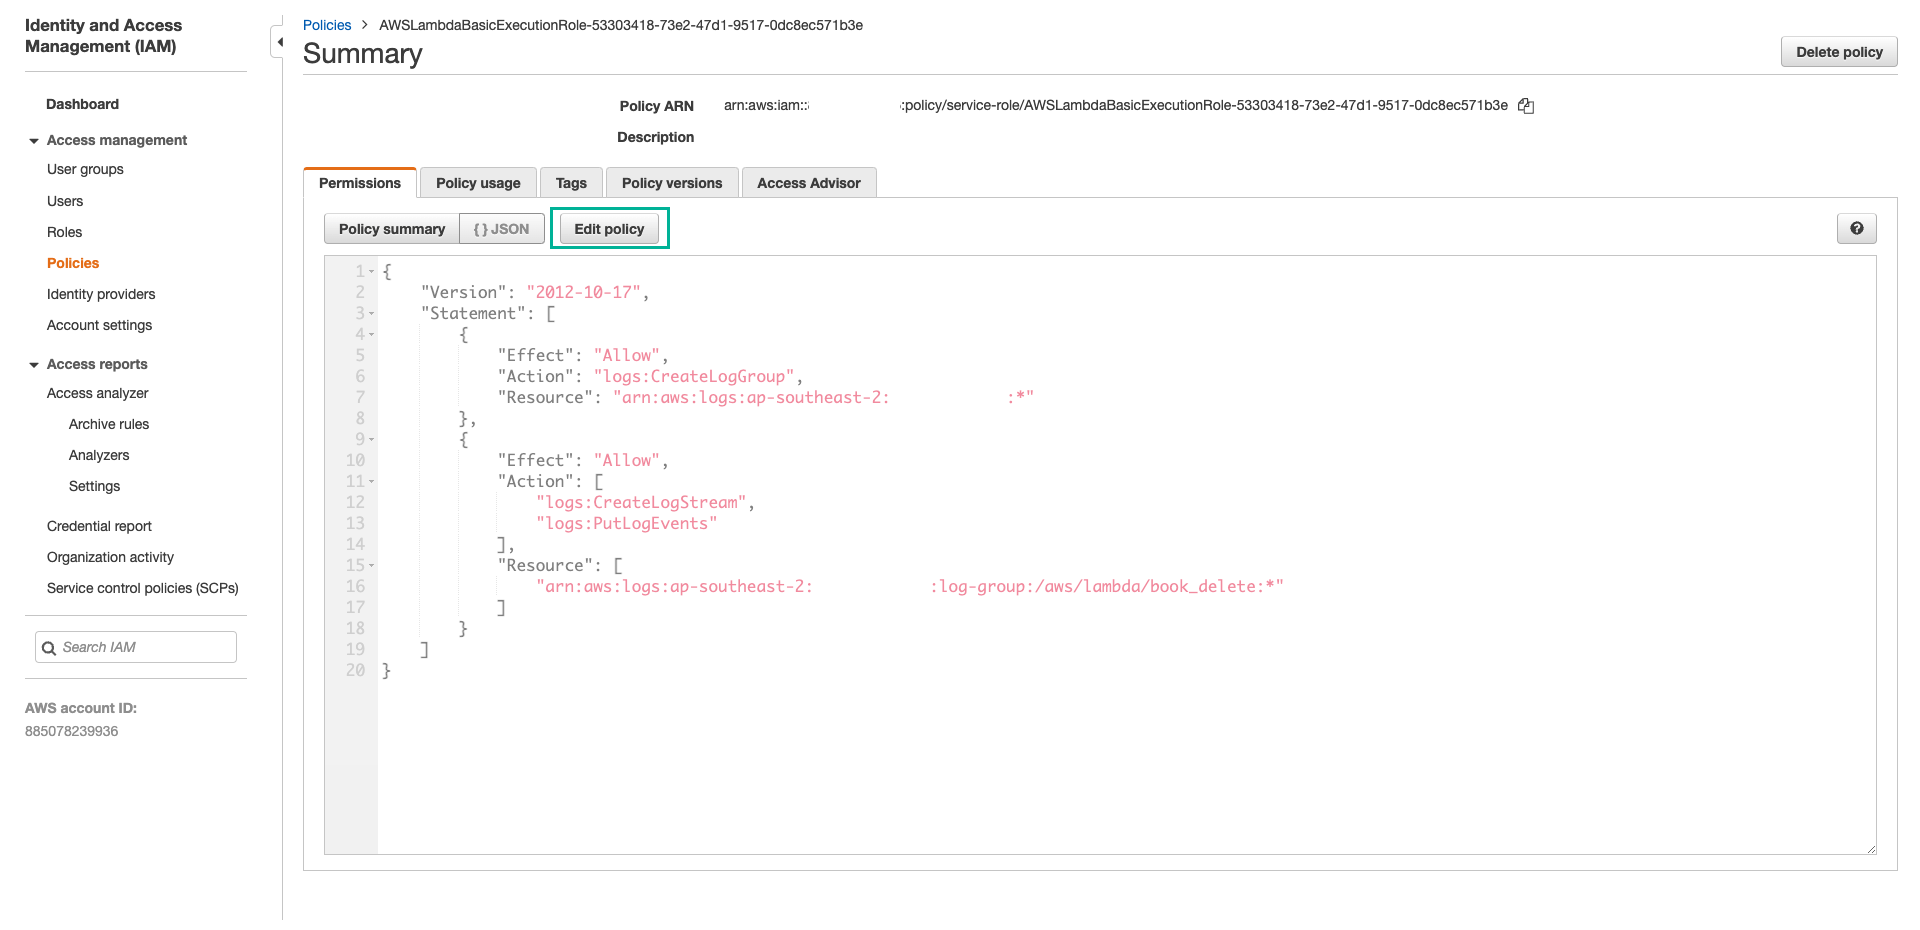 Identity and Access
Management (IAM)
Dashboard
Access management
User groups
Users
Roles
Policies
Identity providers
Account settings
Access reports
Access analyzer
Archive rules
Analyzers
Settings
Credential report
Organization activity
Service control policies (SCPs)
Search IAM
AWS account ID:
885078239936
Policies > AWSLambdaBasicExecutionRole-53303418-73e2-47d1-9517-0dc8ec571b3e
Summary
Delete policy
Policy ARN arn:aws:iam:: :policy/service-role/AWSLambdaBasicExecutionRole-53303418-73e2-47d1-9517-0dc8ec571b3e
Description
Permissions Policy usage Tags Policy versions Access Advisor
Policy summary { } JSON Edit policy ?
1 {
2 "Version": "2012-10-17",
3 "Statement": [
4 {
5 "Effect": "Allow",
6 "Action": "logs:CreateLogGroup",
7 "Resource": "arn:aws:logs:ap-southeast-2: :*"
8 },
9 {
10 "Effect": "Allow",
11 "Action": [
12 "logs:CreateLogStream",
13 "logs:PutLogEvents"
14 ],
15 "Resource": [
16 "arn:aws:logs:ap-southeast-2: :log-group:/aws/lambda/book_delete:*"
17 ]
18 }
19 ]
20 }